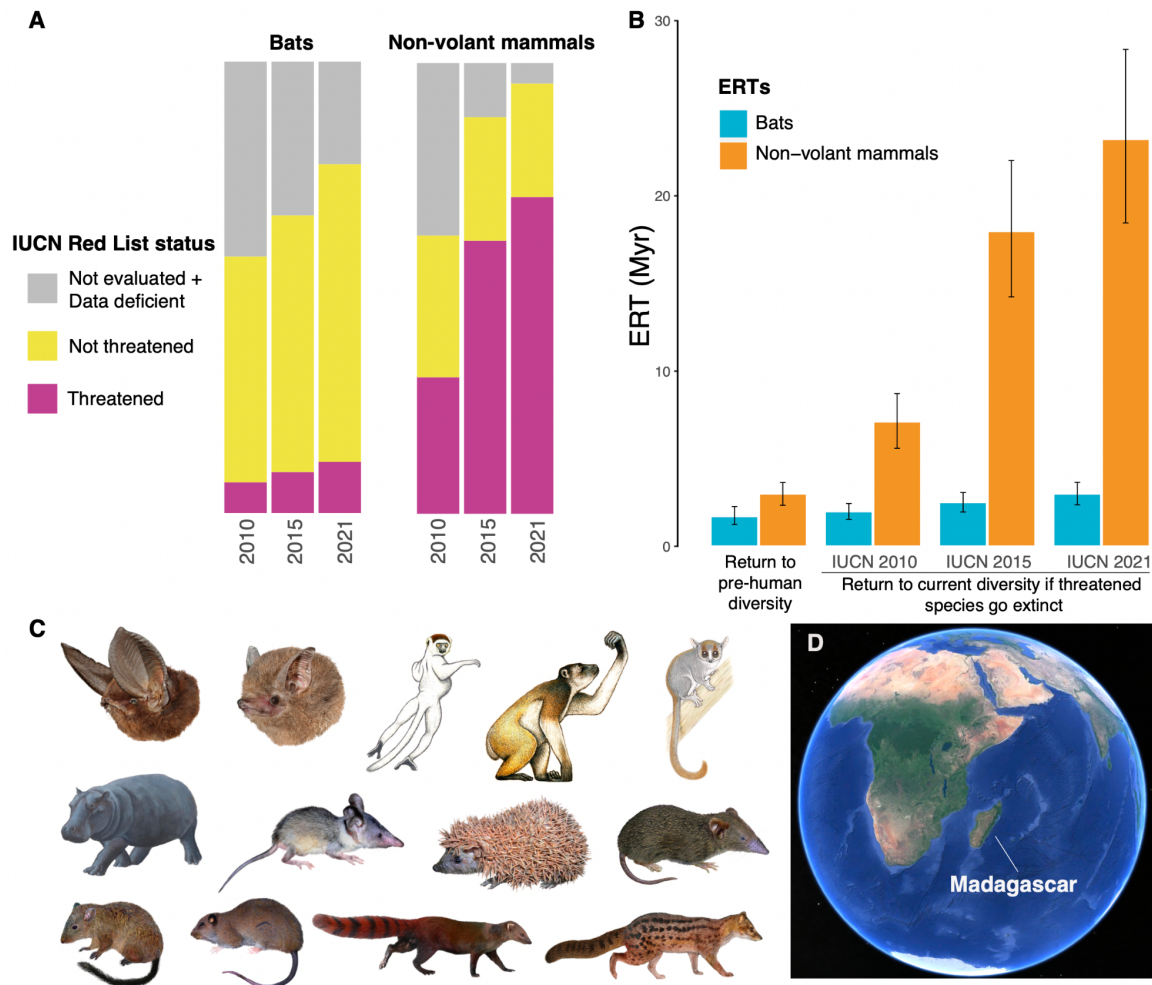 A
Bats
Non-volant mammals
IUCN Red List status
Not evaluated +
Data deficient
Not threatened
Threatened
2010
2015
2021
2010
2015
2021
B
30
20
10
0
ERT (Myr)
ERTs
Bats
Non–volant mammals
Return to
pre-human
diversity
IUCN 2010
IUCN 2015
IUCN 2021
Return to current diversity if threatened
species go extinct
C
D
Madagascar